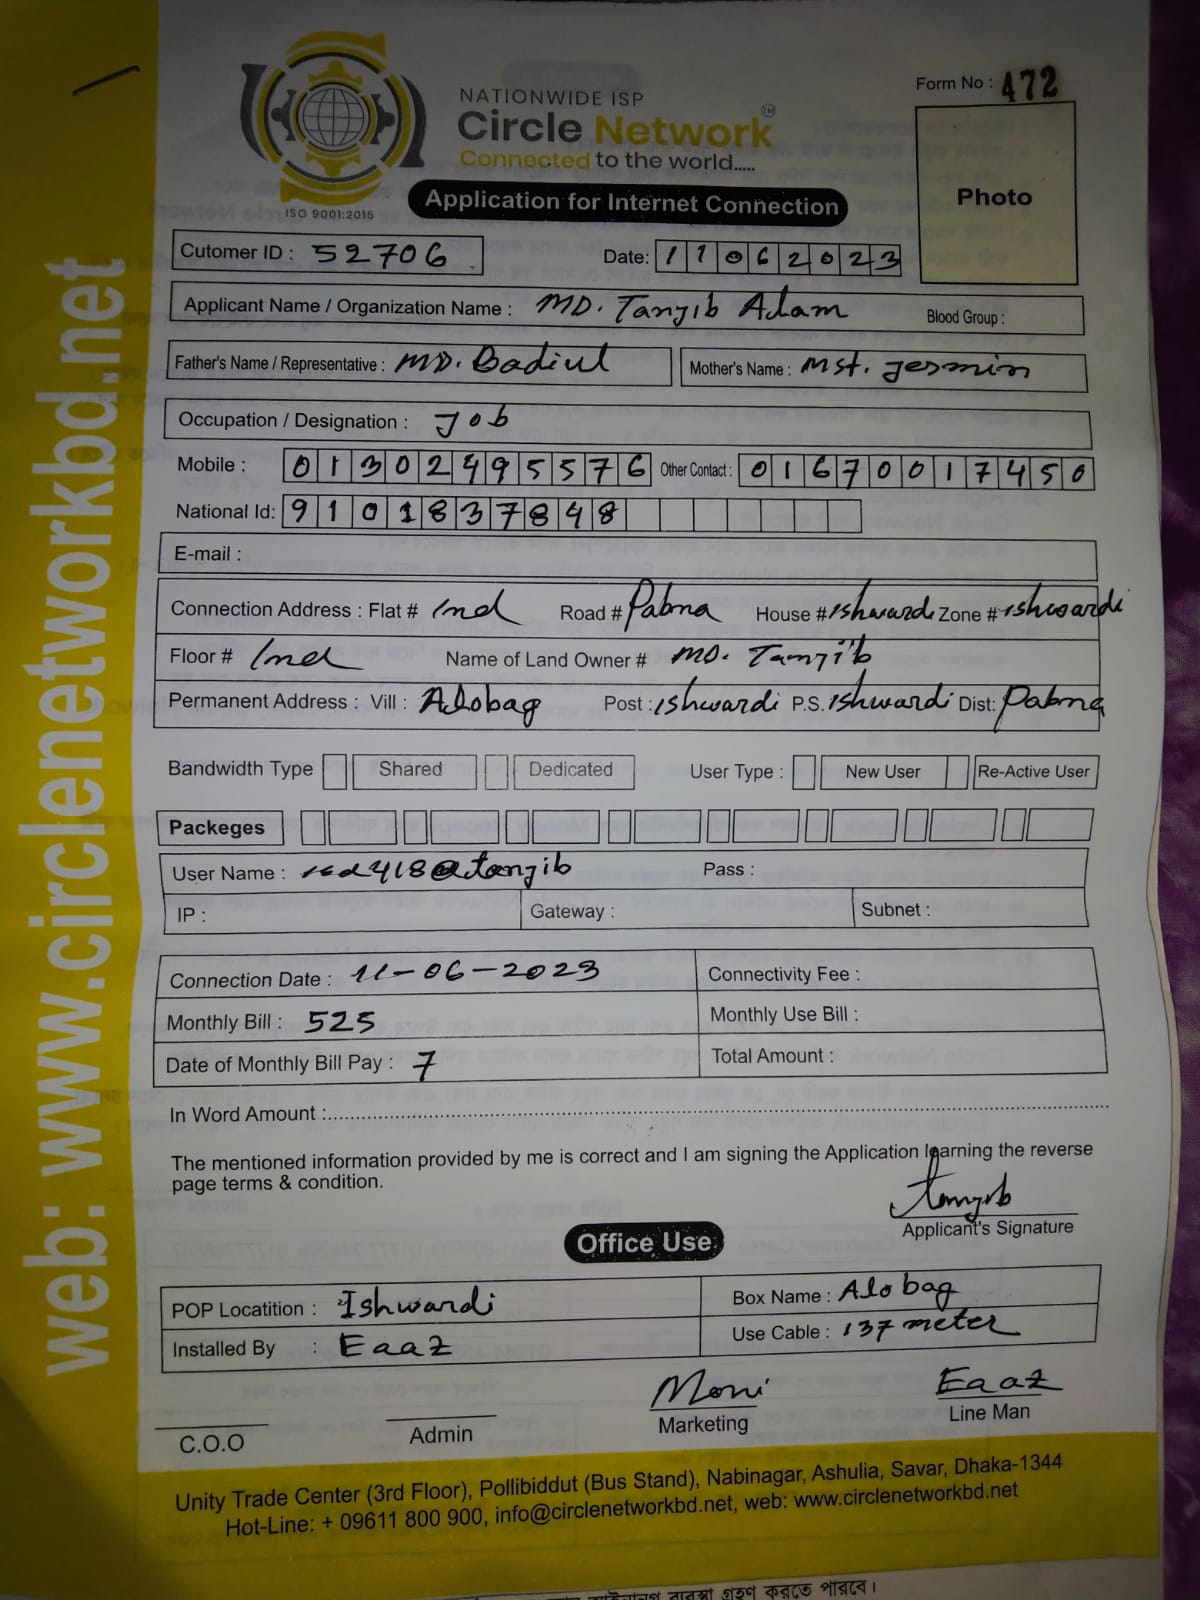 Form No : 472
NATIONWIDE ISP
Circle Network TM
Connected to the world.....
ISO 9001:2015
Application for Internet Connection
Photo
Cutomer ID : 52706 Date: 11062023
Applicant Name / Organization Name : MD. Tanjib Alam Blood Group :
Father's Name / Representative : MD. Badiul Mother's Name : Mst. Jesmin
Occupation / Designation : Job
Mobile : 01302495576 Other Contact : 01670017450
National Id: 9101837848
E-mail :
Connection Address : Flat # Ind Road # Pabna House # ishwardi Zone # ishwardi
Floor # Ind Name of Land Owner # MD. Tanjib
Permanent Address : Vill : Alobag Post : ishwardi P.S. ishwardi Dist: Pabna
Bandwidth Type Shared Dedicated User Type : New User Re-Active User
Packeges
User Name : @tanjib Pass :
IP : Gateway : Subnet :
Connection Date : 11-06-2023 Connectivity Fee :
Monthly Bill : 525 Monthly Use Bill :
Date of Monthly Bill Pay : 7 Total Amount :
In Word Amount :
The mentioned information provided by me is correct and I am signing the Application learning the reverse
page terms & condition.
Tanjib
Applicant's Signature
Office Use
POP Locatition : Ishwardi Box Name : Alobag
Installed By : Eaaz Use Cable : 137 meter
Moni Eaaz
C.O.O Admin Marketing Line Man
Unity Trade Center (3rd Floor), Pollibiddut (Bus Stand), Nabinagar, Ashulia, Savar, Dhaka-1344
Hot-Line: + 09611 800 900, info@circlenetworkbd.net, web: www.circlenetworkbd.net
web: www.circlenetworkbd.net
ব্যবস্থা গ্রহণ করতে পারবে।